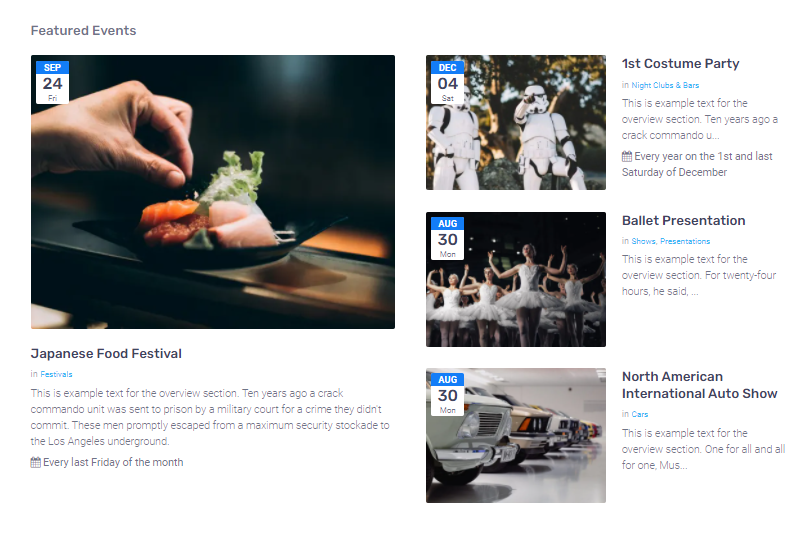 Featured Events
SEP
24
Fri
Japanese Food Festival
in Festivals
This is example text for the overview section. Ten years ago a crack
commando unit was sent to prison by a military court for a crime they didn't
commit. These men promptly escaped from a maximum security stockade to
the Los Angeles underground.
Every last Friday of the month
DEC
04
Sat
1st Costume Party
in Night Clubs & Bars
This is example text for the
overview section. Ten years ago a
crack commando u...
Every year on the 1st and last
Saturday of December
AUG
30
Mon
Ballet Presentation
in Shows, Presentations
This is example text for the
overview section. For twenty-four
hours, he said, ...
AUG
30
Mon
North American
International Auto Show
in Cars
This is example text for the
overview section. One for all and all
for one, Mus...